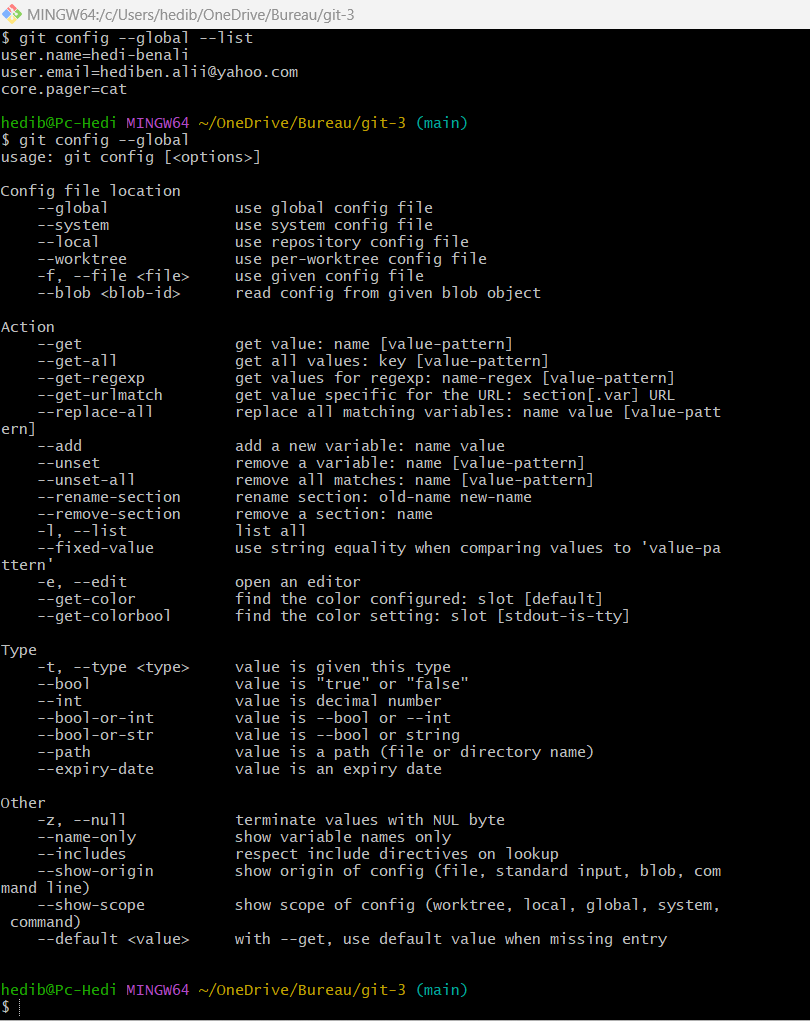 MINGW64:/c/Users/hedib/OneDrive/Bureau/git-3
$ git config --global --list
user.name=hedi-benali
user.email=hediben.alii@yahoo.com
core.pager=cat
hedib@Pc-Hedi MINGW64 ~/OneDrive/Bureau/git-3 (main)
$ git config --global
usage: git config [<options>]
Config file location
    --global              use global config file
    --system              use system config file
    --local               use repository config file
    --worktree            use per-worktree config file
    -f, --file <file>     use given config file
    --blob <blob-id>      read config from given blob object
Action
    --get                 get value: name [value-pattern]
    --get-all             get all values: key [value-pattern]
    --get-regexp          get values for regexp: name-regex [value-pattern]
    --get-urlmatch        get value specific for the URL: section[.var] URL
    --replace-all         replace all matching variables: name value [value-patt
ern]
    --add                 add a new variable: name value
    --unset               remove a variable: name [value-pattern]
    --unset-all           remove all matches: name [value-pattern]
    --rename-section      rename section: old-name new-name
    --remove-section      remove a section: name
    -l, --list            list all
    --fixed-value         use string equality when comparing values to 'value-pa
ttern'
    -e, --edit            open an editor
    --get-color           find the color configured: slot [default]
    --get-colorbool       find the color setting: slot [stdout-is-tty]
Type
    -t, --type <type>     value is given this type
    --bool                value is "true" or "false"
    --int                 value is decimal number
    --bool-or-int         value is --bool or --int
    --bool-or-str         value is --bool or string
    --path                value is a path (file or directory name)
    --expiry-date         value is an expiry date
Other
    -z, --null            terminate values with NUL byte
    --name-only           show variable names only
    --includes            respect include directives on lookup
    --show-origin         show origin of config (file, standard input, blob, com
mand line)
    --show-scope          show scope of config (worktree, local, global, system,
 command)
    --default <value>     with --get, use default value when missing entry
hedib@Pc-Hedi MINGW64 ~/OneDrive/Bureau/git-3 (main)
$